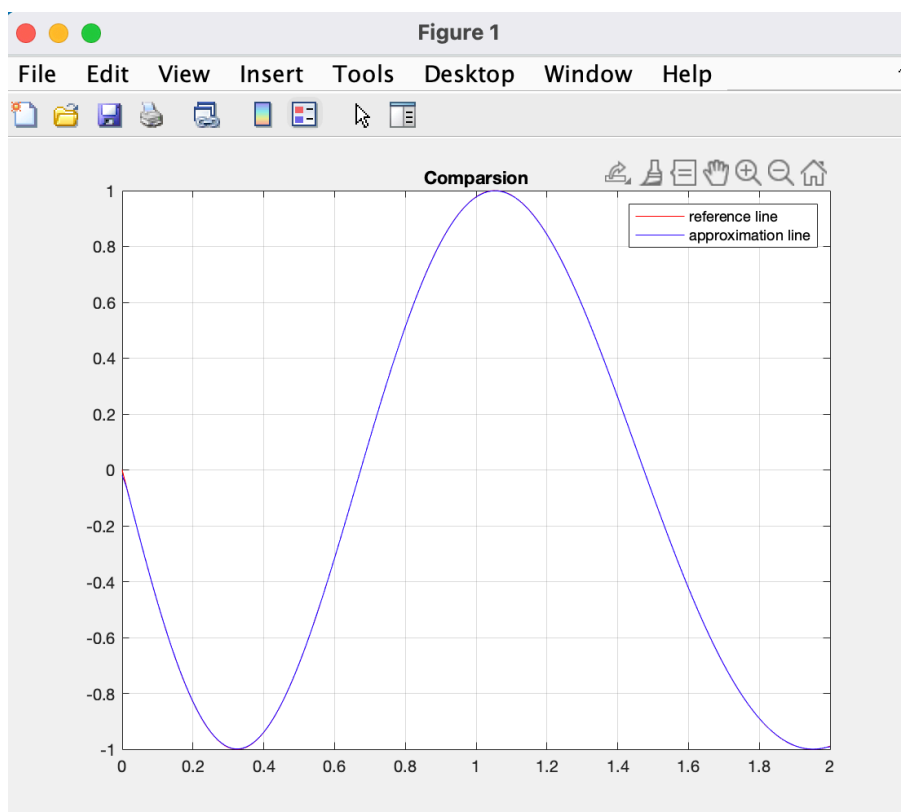 Figure 1
File Edit View Insert Tools Desktop Window Help
Comparsion
reference line
approximation line
1
0.8
0.6
0.4
0.2
0
-0.2
-0.4
-0.6
-0.8
-1
0 0.2 0.4 0.6 0.8 1 1.2 1.4 1.6 1.8 2